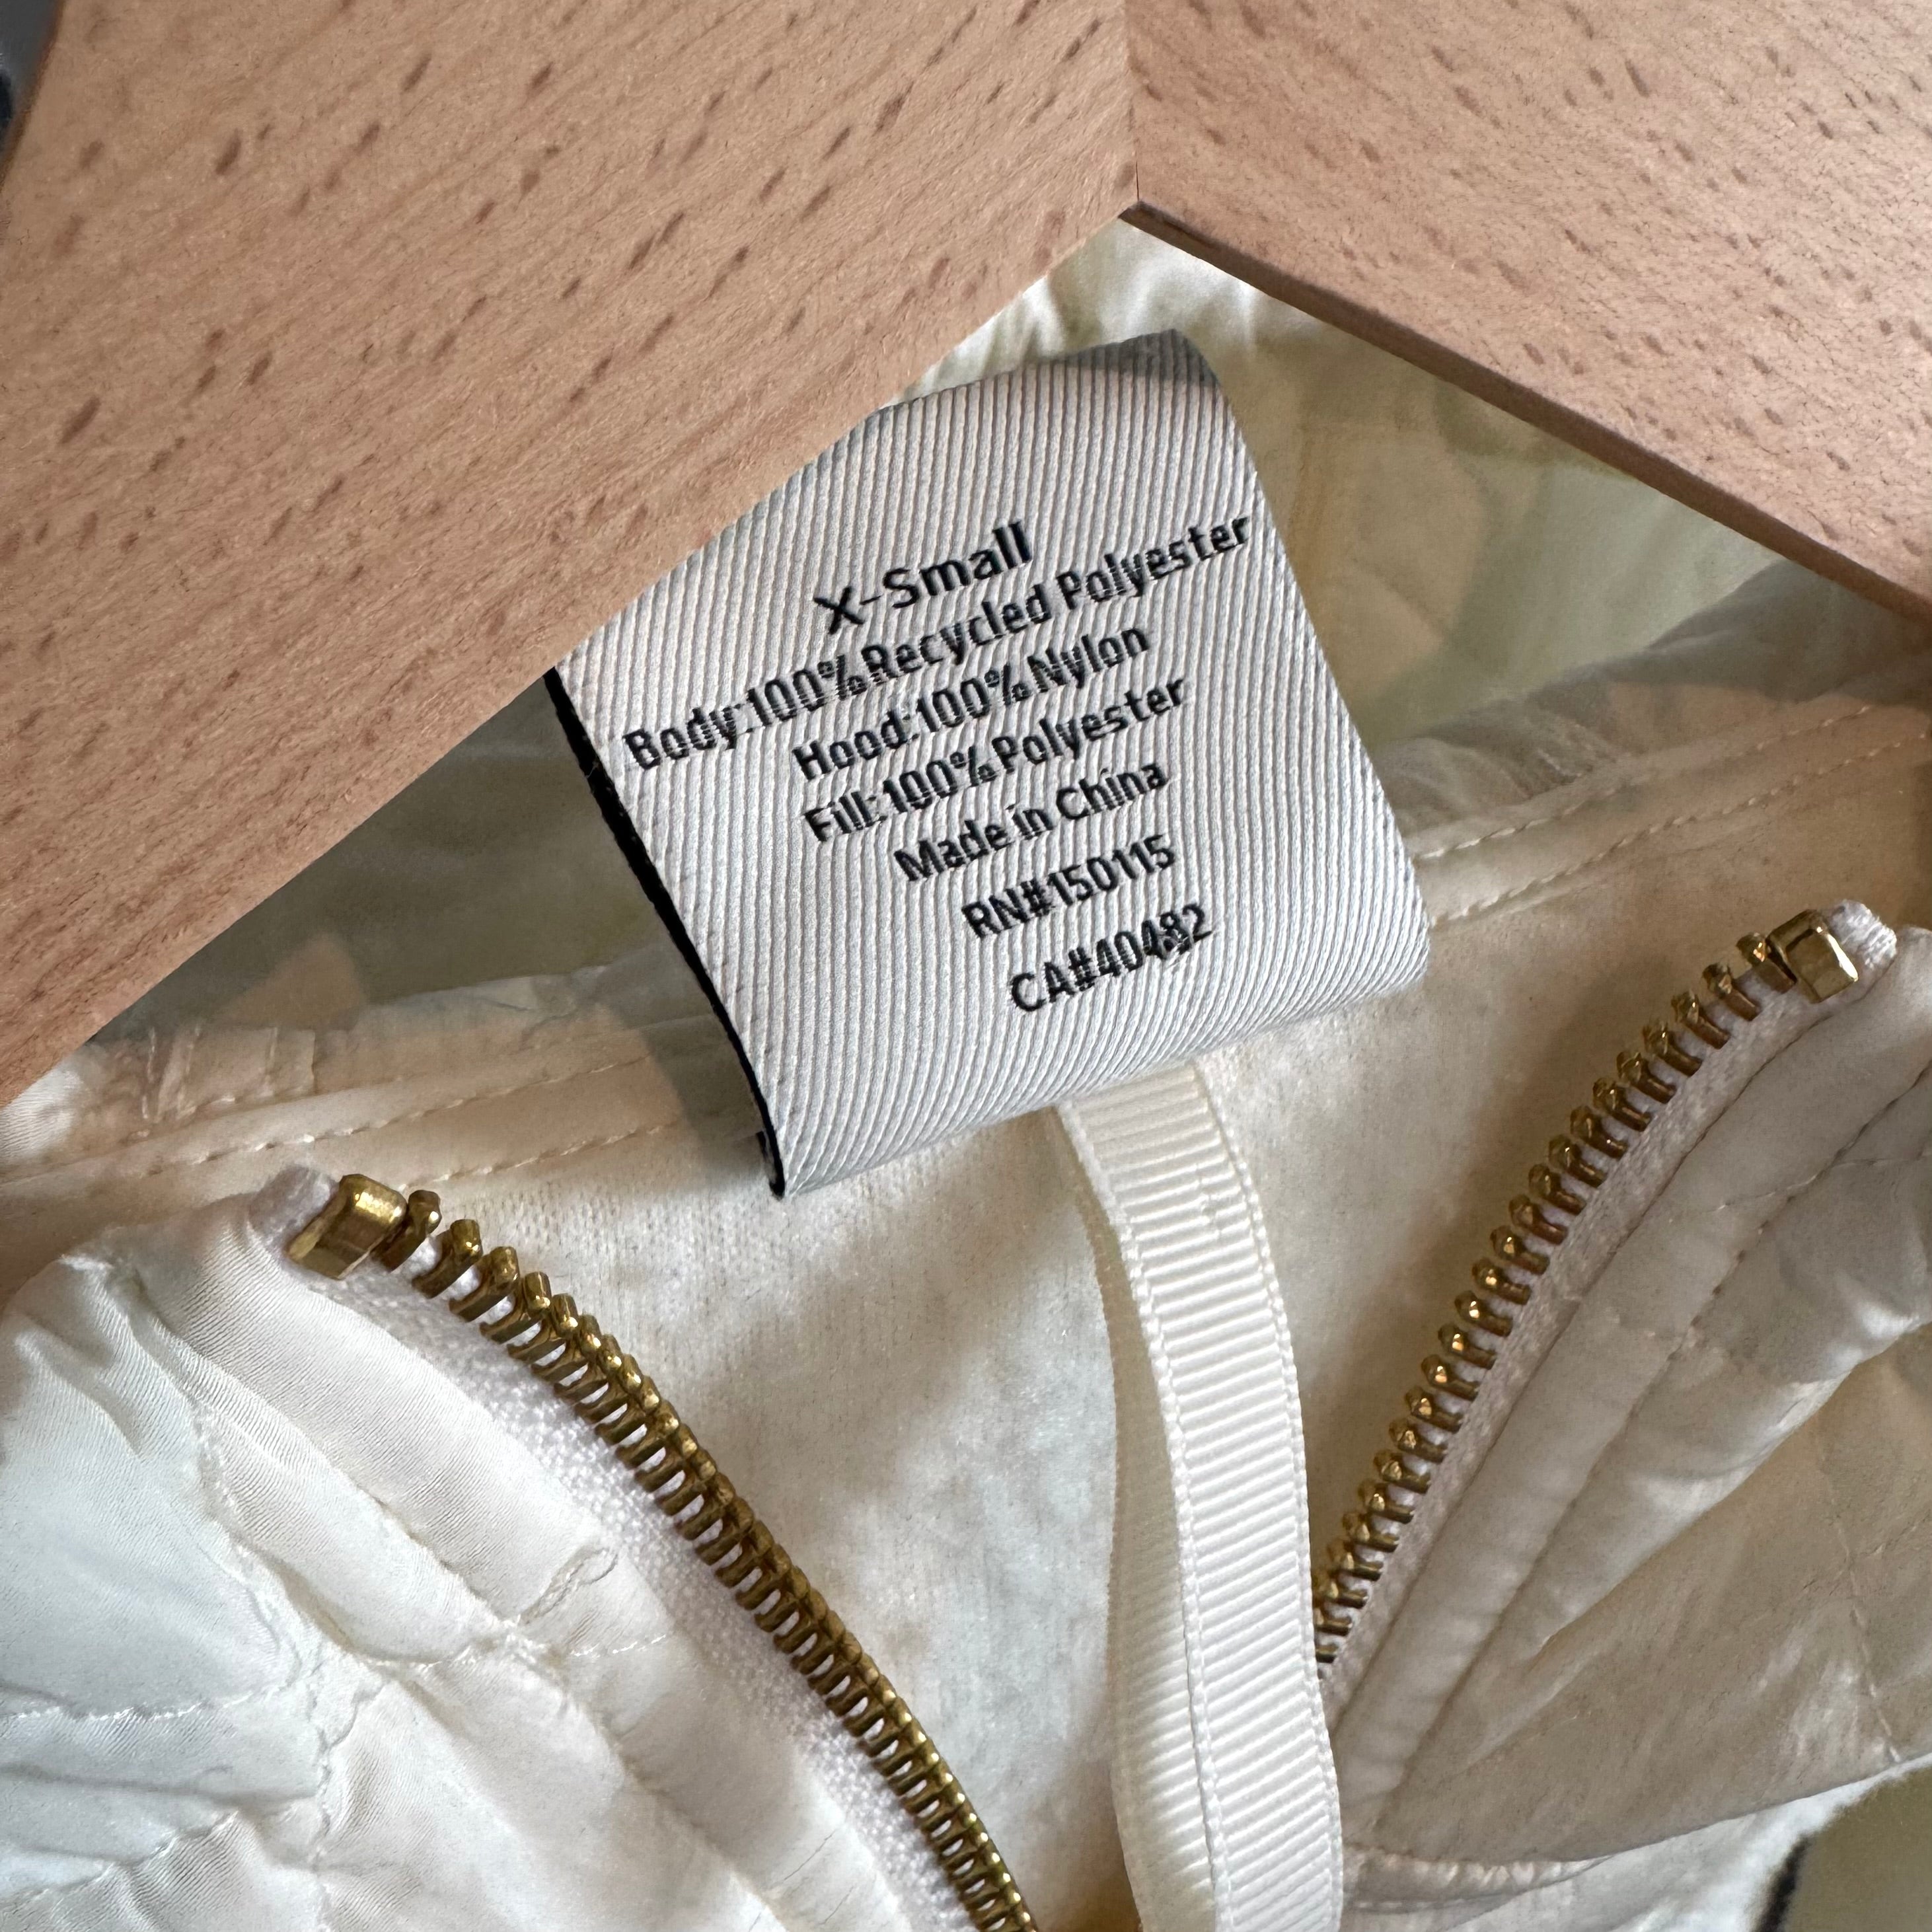 X-Small
Body:100%Recycled Polyester
Hood:100%Nylon
Fill:100%Polyester
Made in China
RN#150115
CA#40482